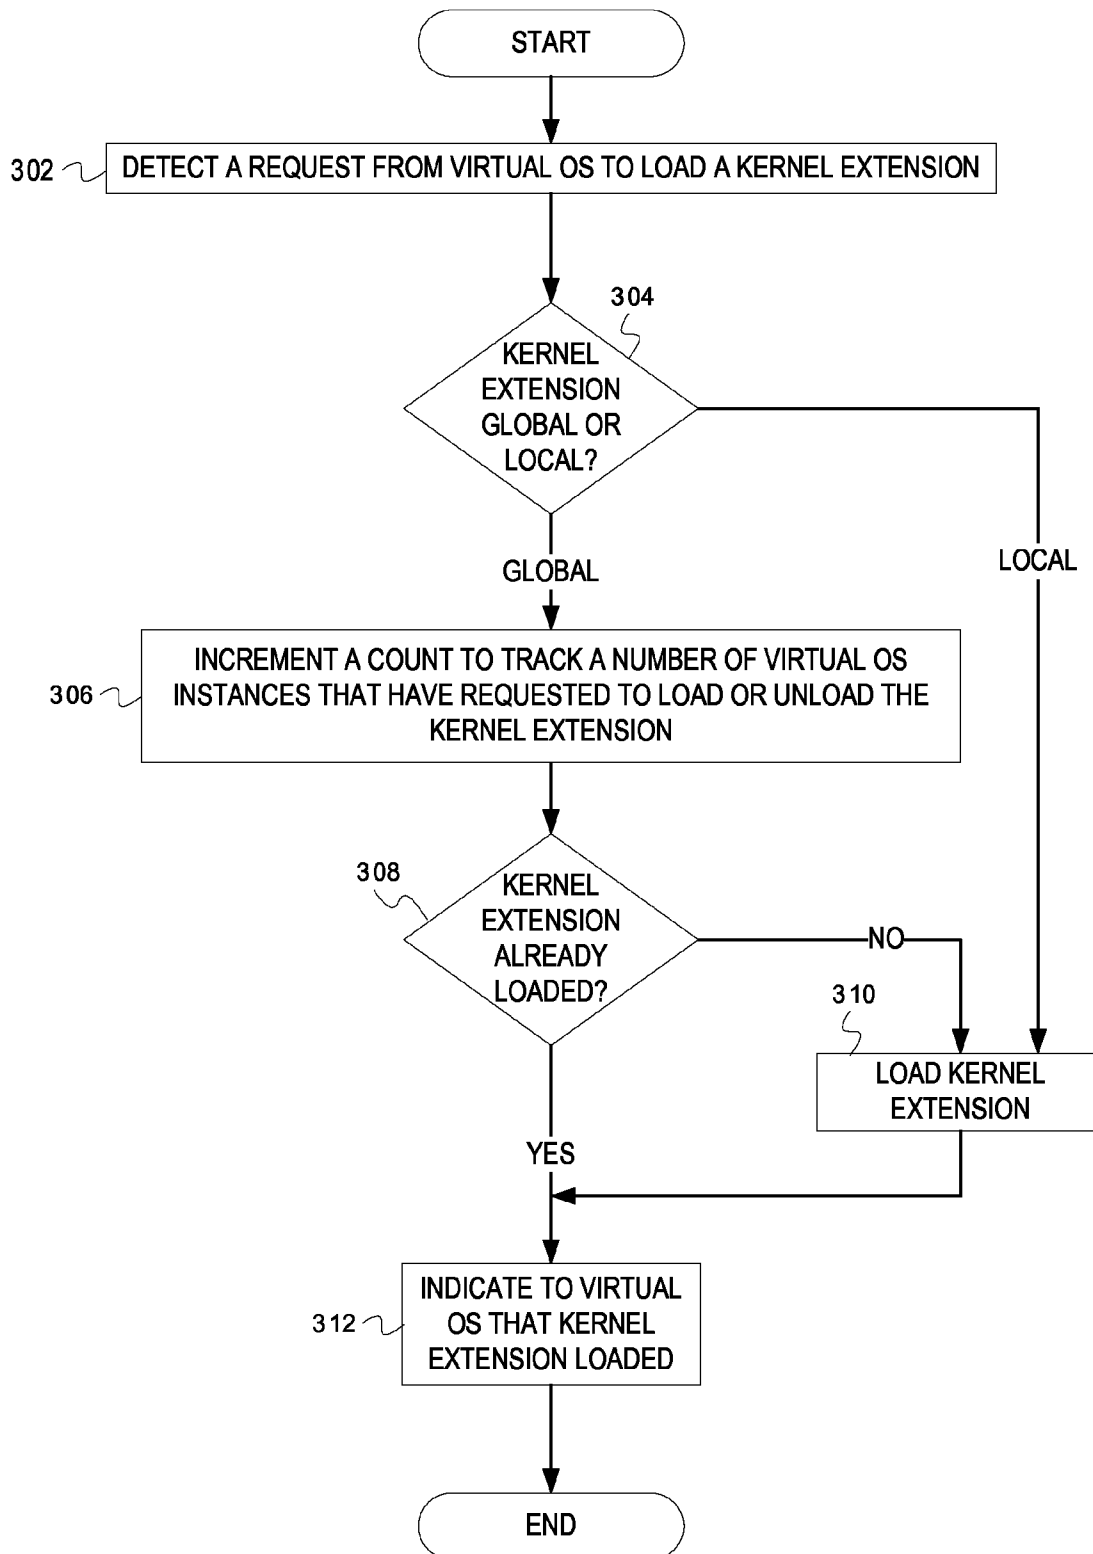 START
302
DETECT A REQUEST FROM VIRTUAL OS TO LOAD A KERNEL EXTENSION
304
KERNEL
EXTENSION
GLOBAL OR
LOCAL?
GLOBAL
LOCAL
306
INCREMENT A COUNT TO TRACK A NUMBER OF VIRTUAL OS
INSTANCES THAT HAVE REQUESTED TO LOAD OR UNLOAD THE
KERNEL EXTENSION
308
KERNEL
EXTENSION
ALREADY
LOADED?
NO
310
LOAD KERNEL
EXTENSION
YES
312
INDICATE TO VIRTUAL
OS THAT KERNEL
EXTENSION LOADED
END